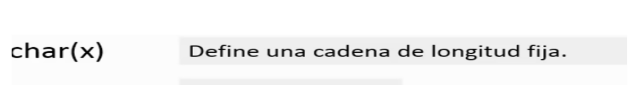 char(x) Define una cadena de longitud fija.